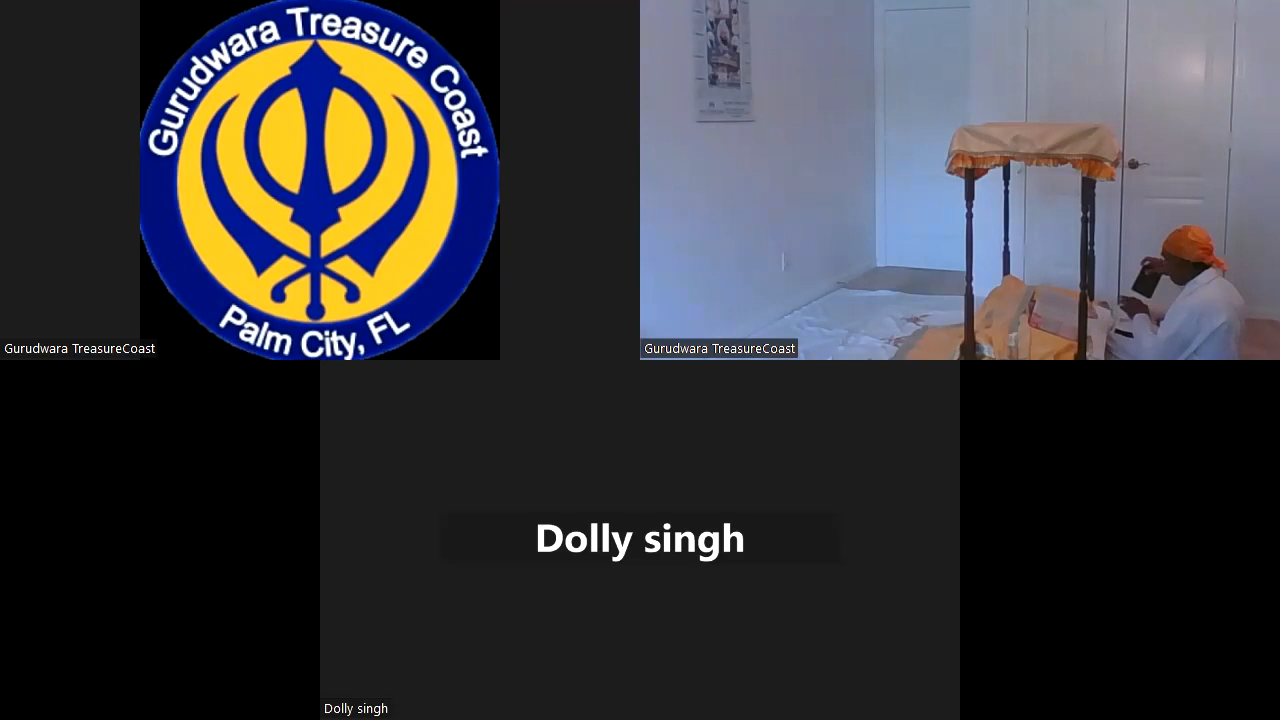 Gurudwara Treasure Coast
Palm City, FL
Gurudwara TreasureCoast
Gurudwara TreasureCoast
Dolly singh
Dolly singh